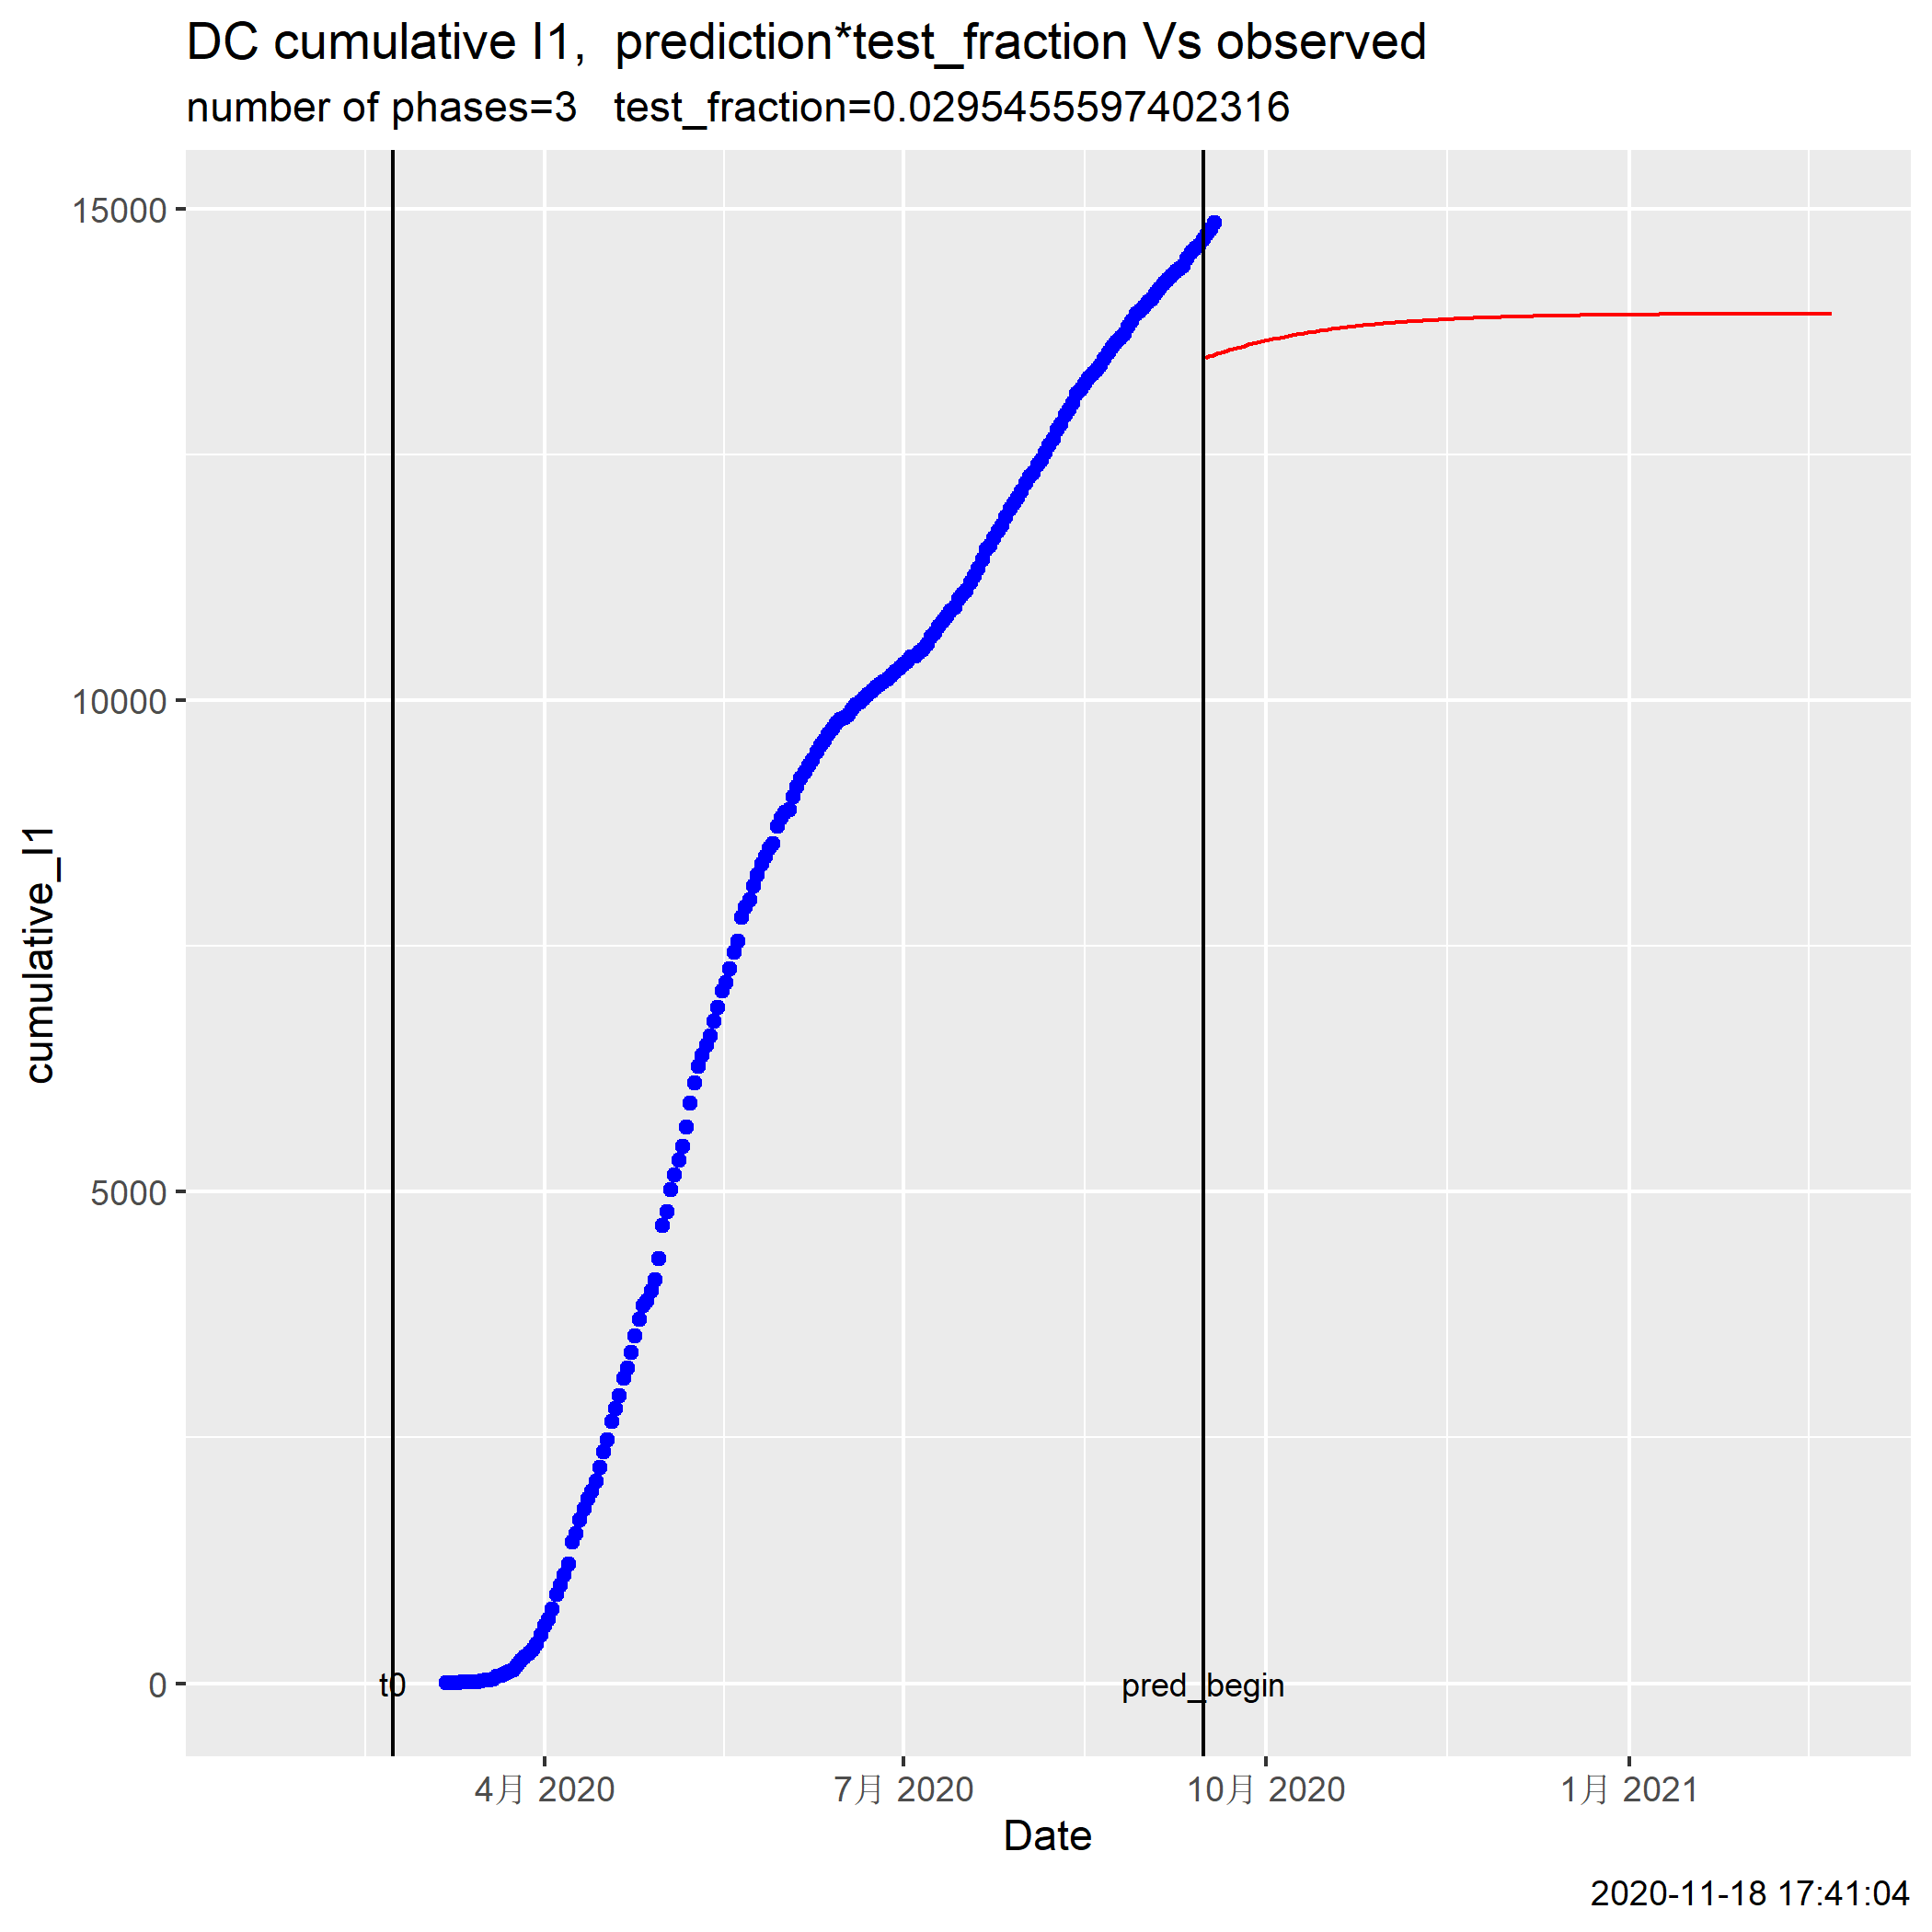 DC cumulative I1,  prediction*test_fraction Vs observed
number of phases=3   test_fraction=0.0295455597402316
15000
10000
5000
0
cumulative_I1
t0
pred_begin
4月 2020
7月 2020
10月 2020
1月 2021
Date
2020-11-18 17:41:04